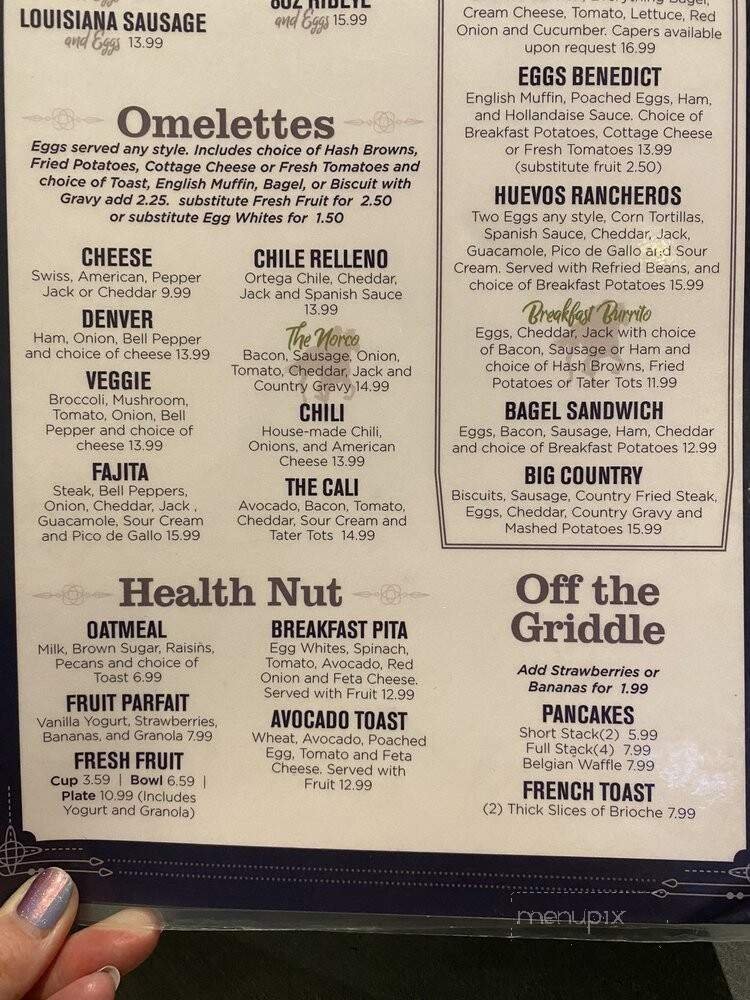 LOUISIANA SAUSAGE
and Eggs 13.99
8OZ RIBEYE
and Eggs 15.99
Omelettes
Eggs served any style. Includes choice of Hash Browns,
Fried Potatoes, Cottage Cheese or Fresh Tomatoes and
choice of Toast, English Muffin, Bagel, or Biscuit with
Gravy add 2.25. substitute Fresh Fruit for 2.50
or substitute Egg Whites for 1.50
CHEESE
Swiss, American, Pepper
Jack or Cheddar 9.99
DENVER
Ham, Onion, Bell Pepper
and choice of cheese 13.99
VEGGIE
Broccoli, Mushroom,
Tomato, Onion, Bell
Pepper and choice of
cheese 13.99
FAJITA
Steak, Bell Peppers,
Onion, Cheddar, Jack ,
Guacamole, Sour Cream
and Pico de Gallo 15.99
CHILE RELLENO
Ortega Chile, Cheddar,
Jack and Spanish Sauce
13.99
The Norco
Bacon, Sausage, Onion,
Tomato, Cheddar, Jack and
Country Gravy 14.99
CHILI
House-made Chili,
Onions, and American
Cheese 13.99
THE CALI
Avocado, Bacon, Tomato,
Cheddar, Sour Cream and
Tater Tots 14.99
Everything Bagel,
Cream Cheese, Tomato, Lettuce, Red
Onion and Cucumber. Capers available
upon request 16.99
EGGS BENEDICT
English Muffin, Poached Eggs, Ham,
and Hollandaise Sauce. Choice of
Breakfast Potatoes, Cottage Cheese
or Fresh Tomatoes 13.99
(substitute fruit 2.50)
HUEVOS RANCHEROS
Two Eggs any style, Corn Tortillas,
Spanish Sauce, Cheddar, Jack,
Guacamole, Pico de Gallo and Sour
Cream. Served with Refried Beans, and
choice of Breakfast Potatoes 15.99
Breakfast Burrito
Eggs, Cheddar, Jack with choice
of Bacon, Sausage or Ham and
choice of Hash Browns, Fried
Potatoes or Tater Tots 11.99
BAGEL SANDWICH
Eggs, Bacon, Sausage, Ham, Cheddar
and choice of Breakfast Potatoes 12.99
BIG COUNTRY
Biscuits, Sausage, Country Fried Steak,
Eggs, Cheddar, Country Gravy and
Mashed Potatoes 15.99
Health Nut
OATMEAL
Milk, Brown Sugar, Raisins,
Pecans and choice of
Toast 6.99
FRUIT PARFAIT
Vanilla Yogurt, Strawberries,
Bananas, and Granola 7.99
FRESH FRUIT
Cup 3.59 | Bowl 6.59 |
Plate 10.99 (Includes
Yogurt and Granola)
BREAKFAST PITA
Egg Whites, Spinach,
Tomato, Avocado, Red
Onion and Feta Cheese.
Served with Fruit 12.99
AVOCADO TOAST
Wheat, Avocado, Poached
Egg, Tomato and Feta
Cheese. Served with
Fruit 12.99
Off the
Griddle
Add Strawberries or
Bananas for 1.99
PANCAKES
Short Stack(2) 5.99
Full Stack(4) 7.99
Belgian Waffle 7.99
FRENCH TOAST
(2) Thick Slices of Brioche 7.99
menupix